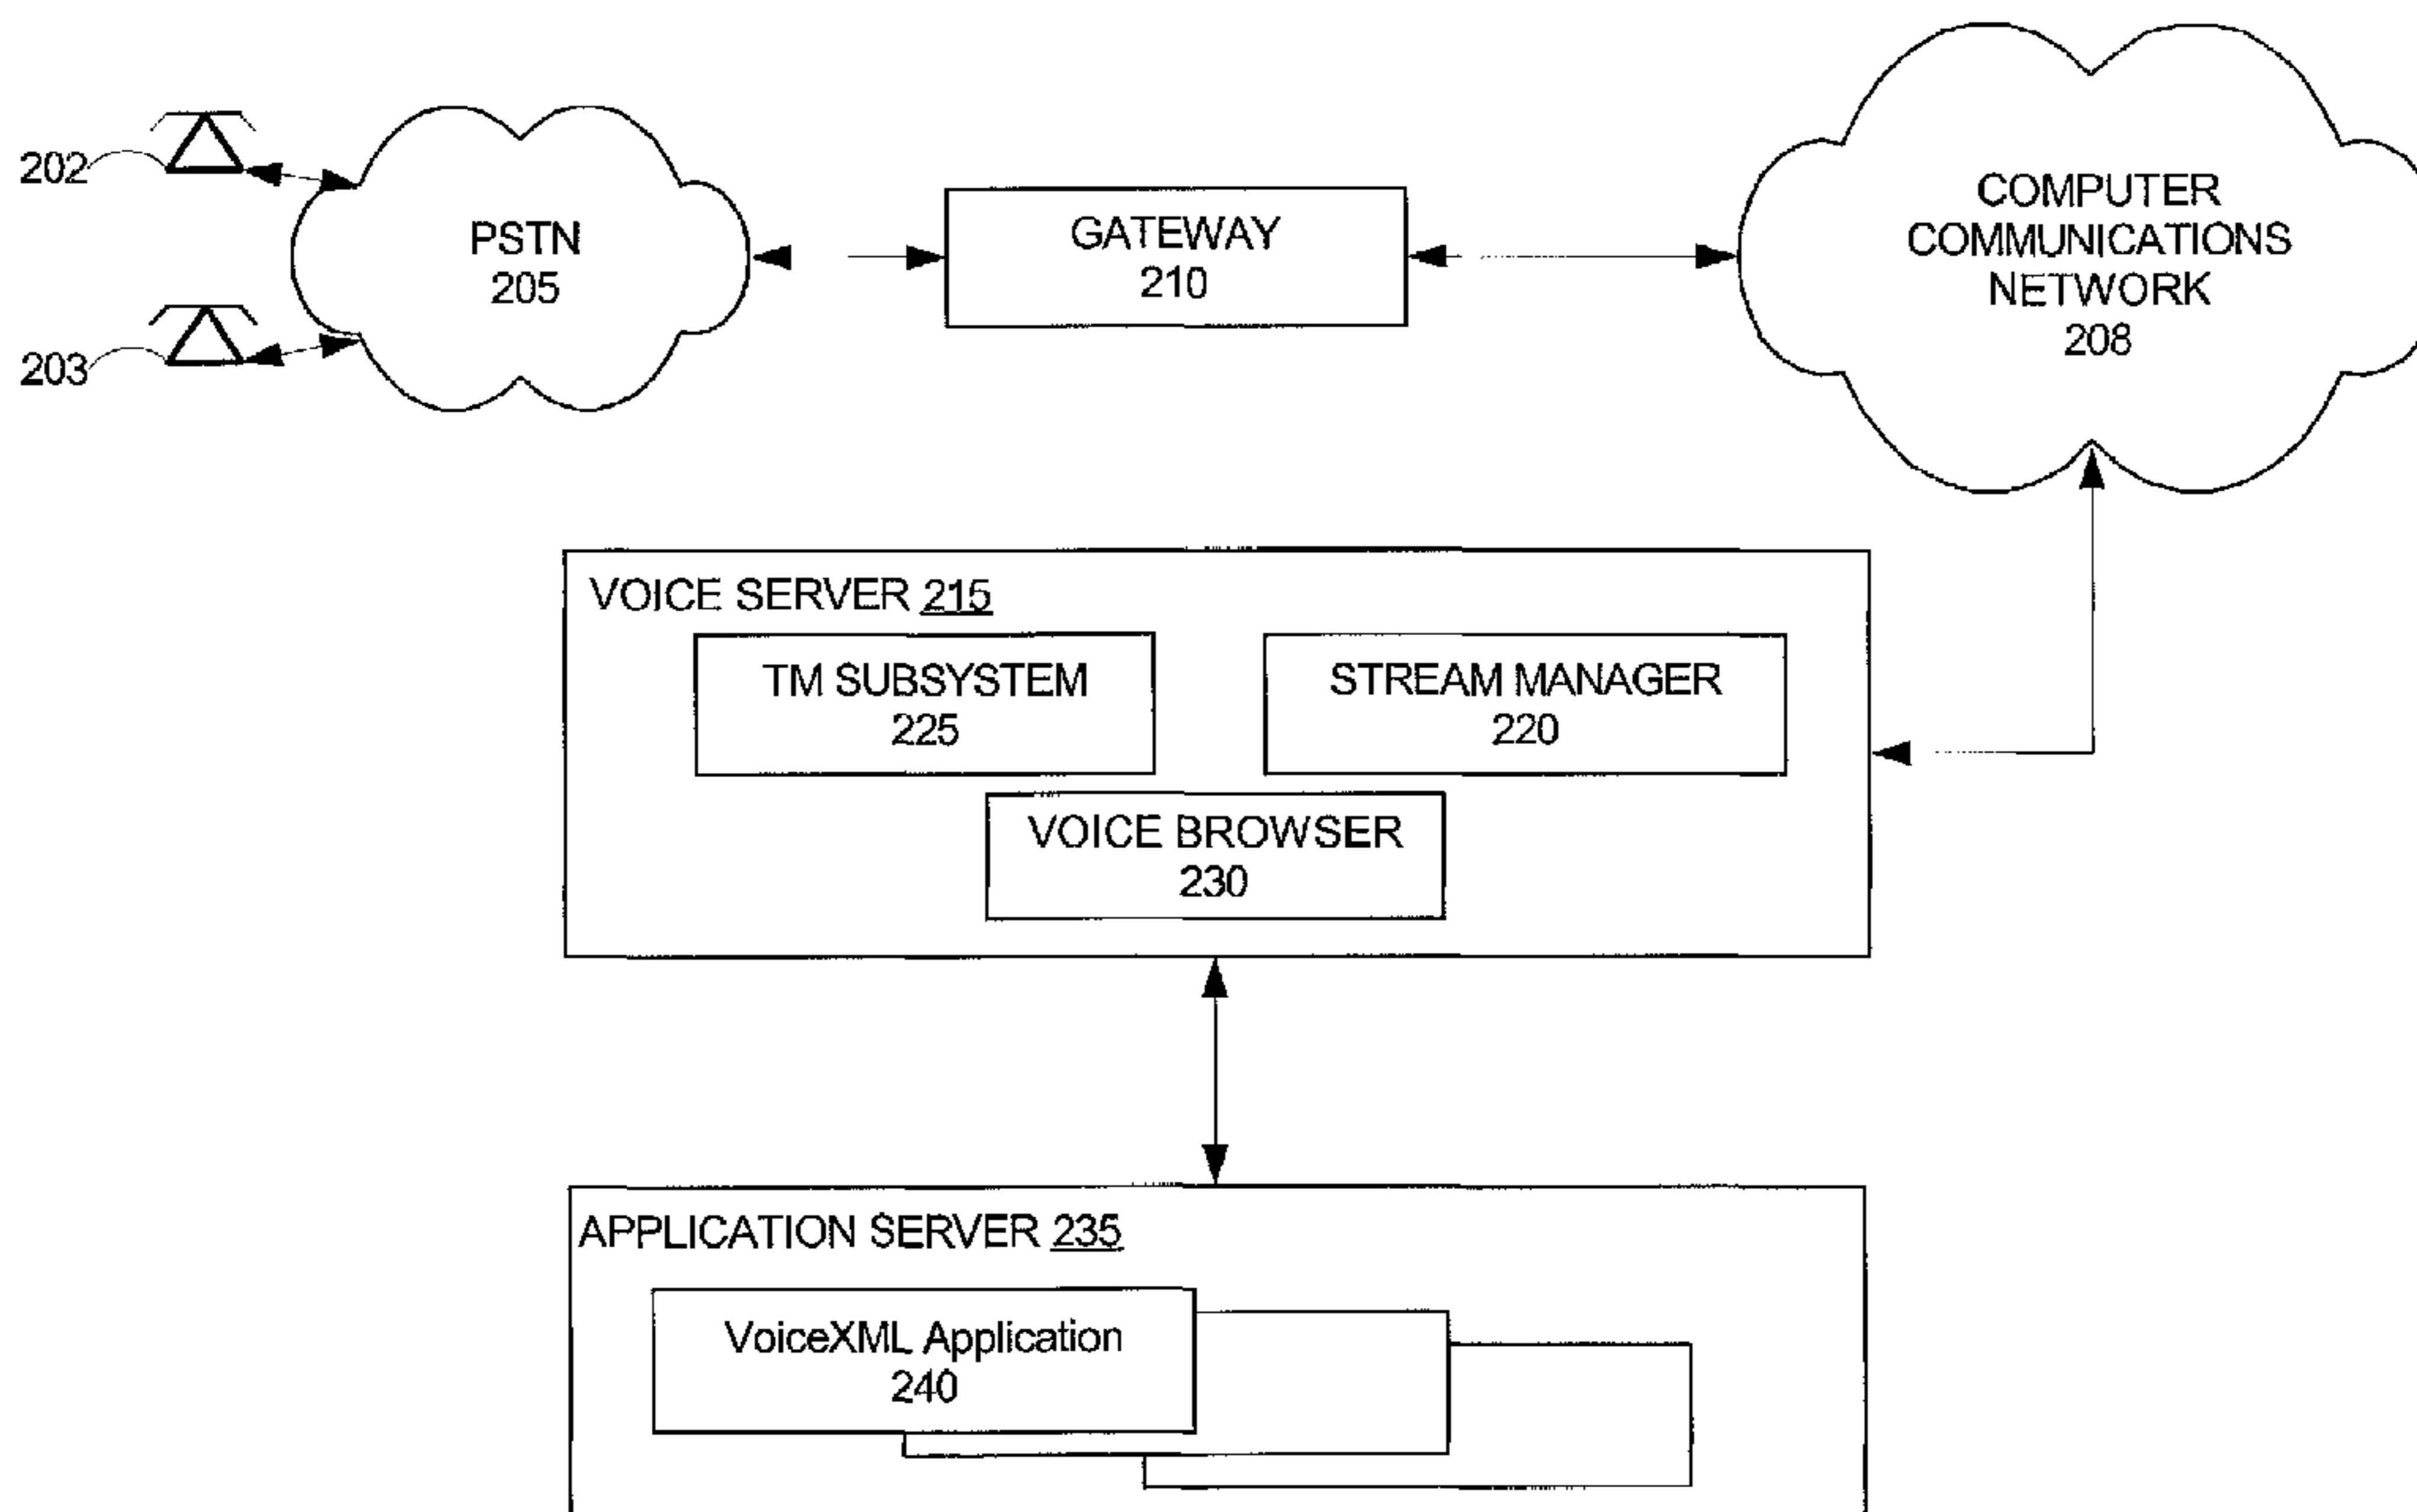 202
203
PSTN
205
GATEWAY
210
COMPUTER
COMMUNICATIONS
NETWORK
208
VOICE SERVER 215
TM SUBSYSTEM
225
STREAM MANAGER
220
VOICE BROWSER
230
APPLICATION SERVER 235
VoiceXML Application
240